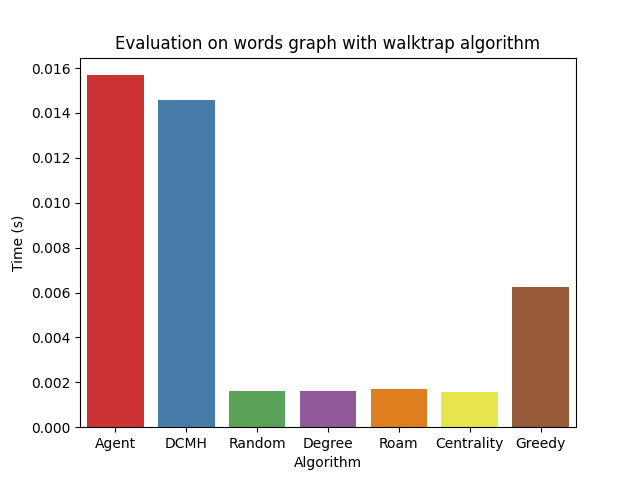 Evaluation on words graph with walktrap algorithm
0.016
0.014
0.012
0.010
0.008
0.006
0.004
0.002
0.000
Time (s)
Agent DCMH Random Degree Roam Centrality Greedy
Algorithm